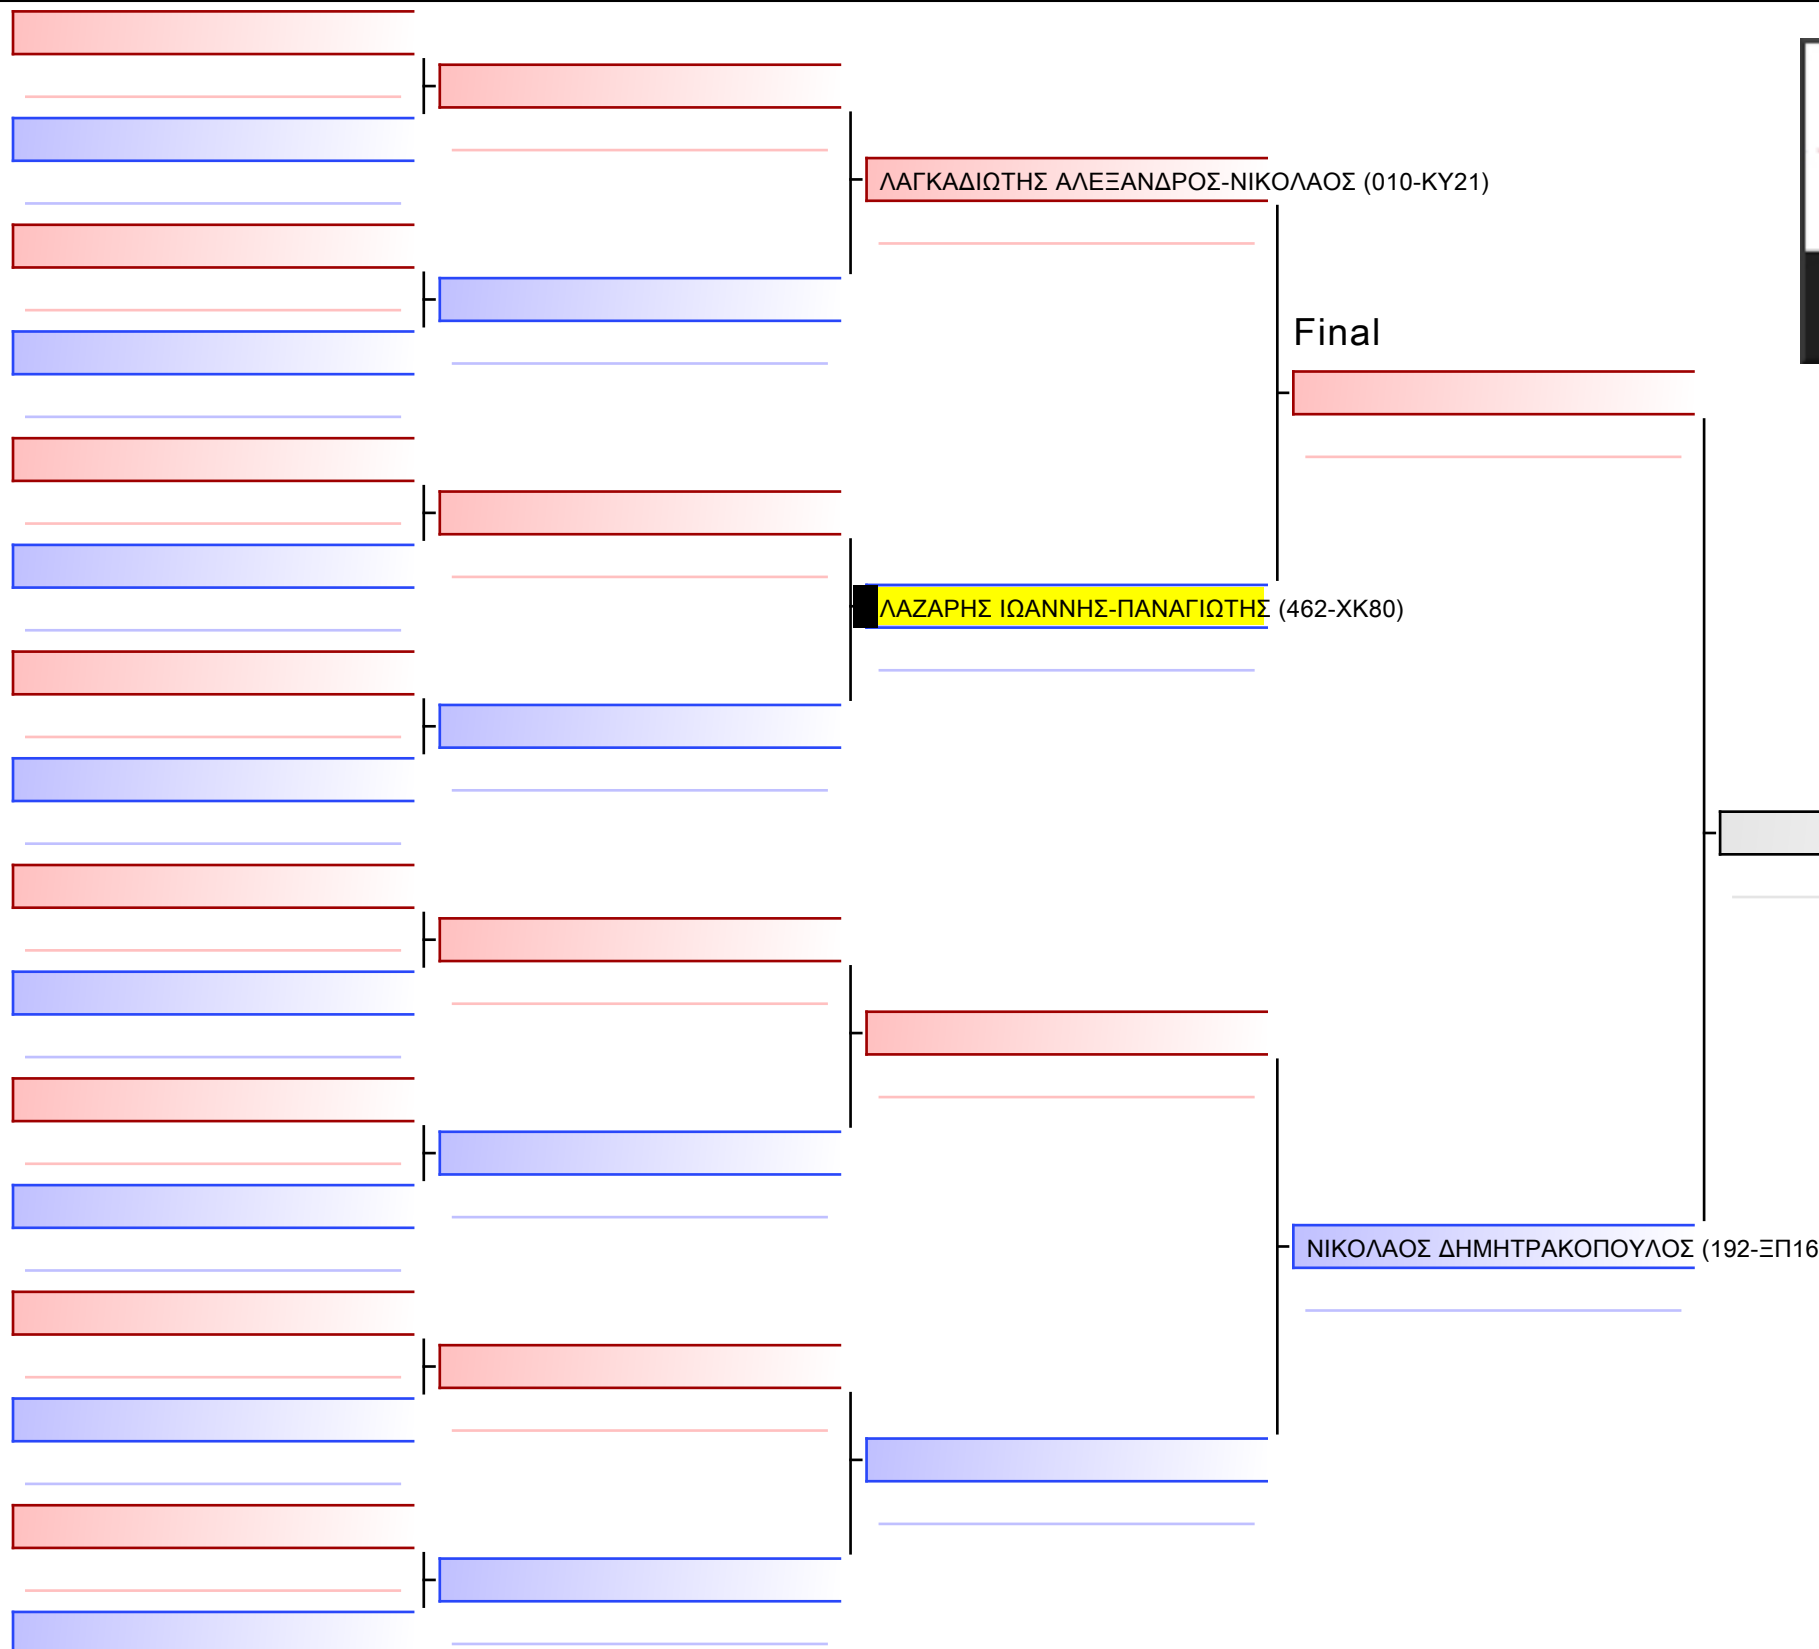 ΛΑΓΚΑΔΙΩΤΗΣ ΑΛΕΞΑΝΔΡΟΣ-ΝΙΚΟΛΑΟΣ (010-ΚΥ21)
Final
ΛΑΖΑΡΗΣ ΙΩΑΝΝΗΣ-ΠΑΝΑΓΙΩΤΗΣ (462-ΧΚ80)
ΝΙΚΟΛΑΟΣ ΔΗΜΗΤΡΑΚΟΠΟΥΛΟΣ (192-ΞΠ16